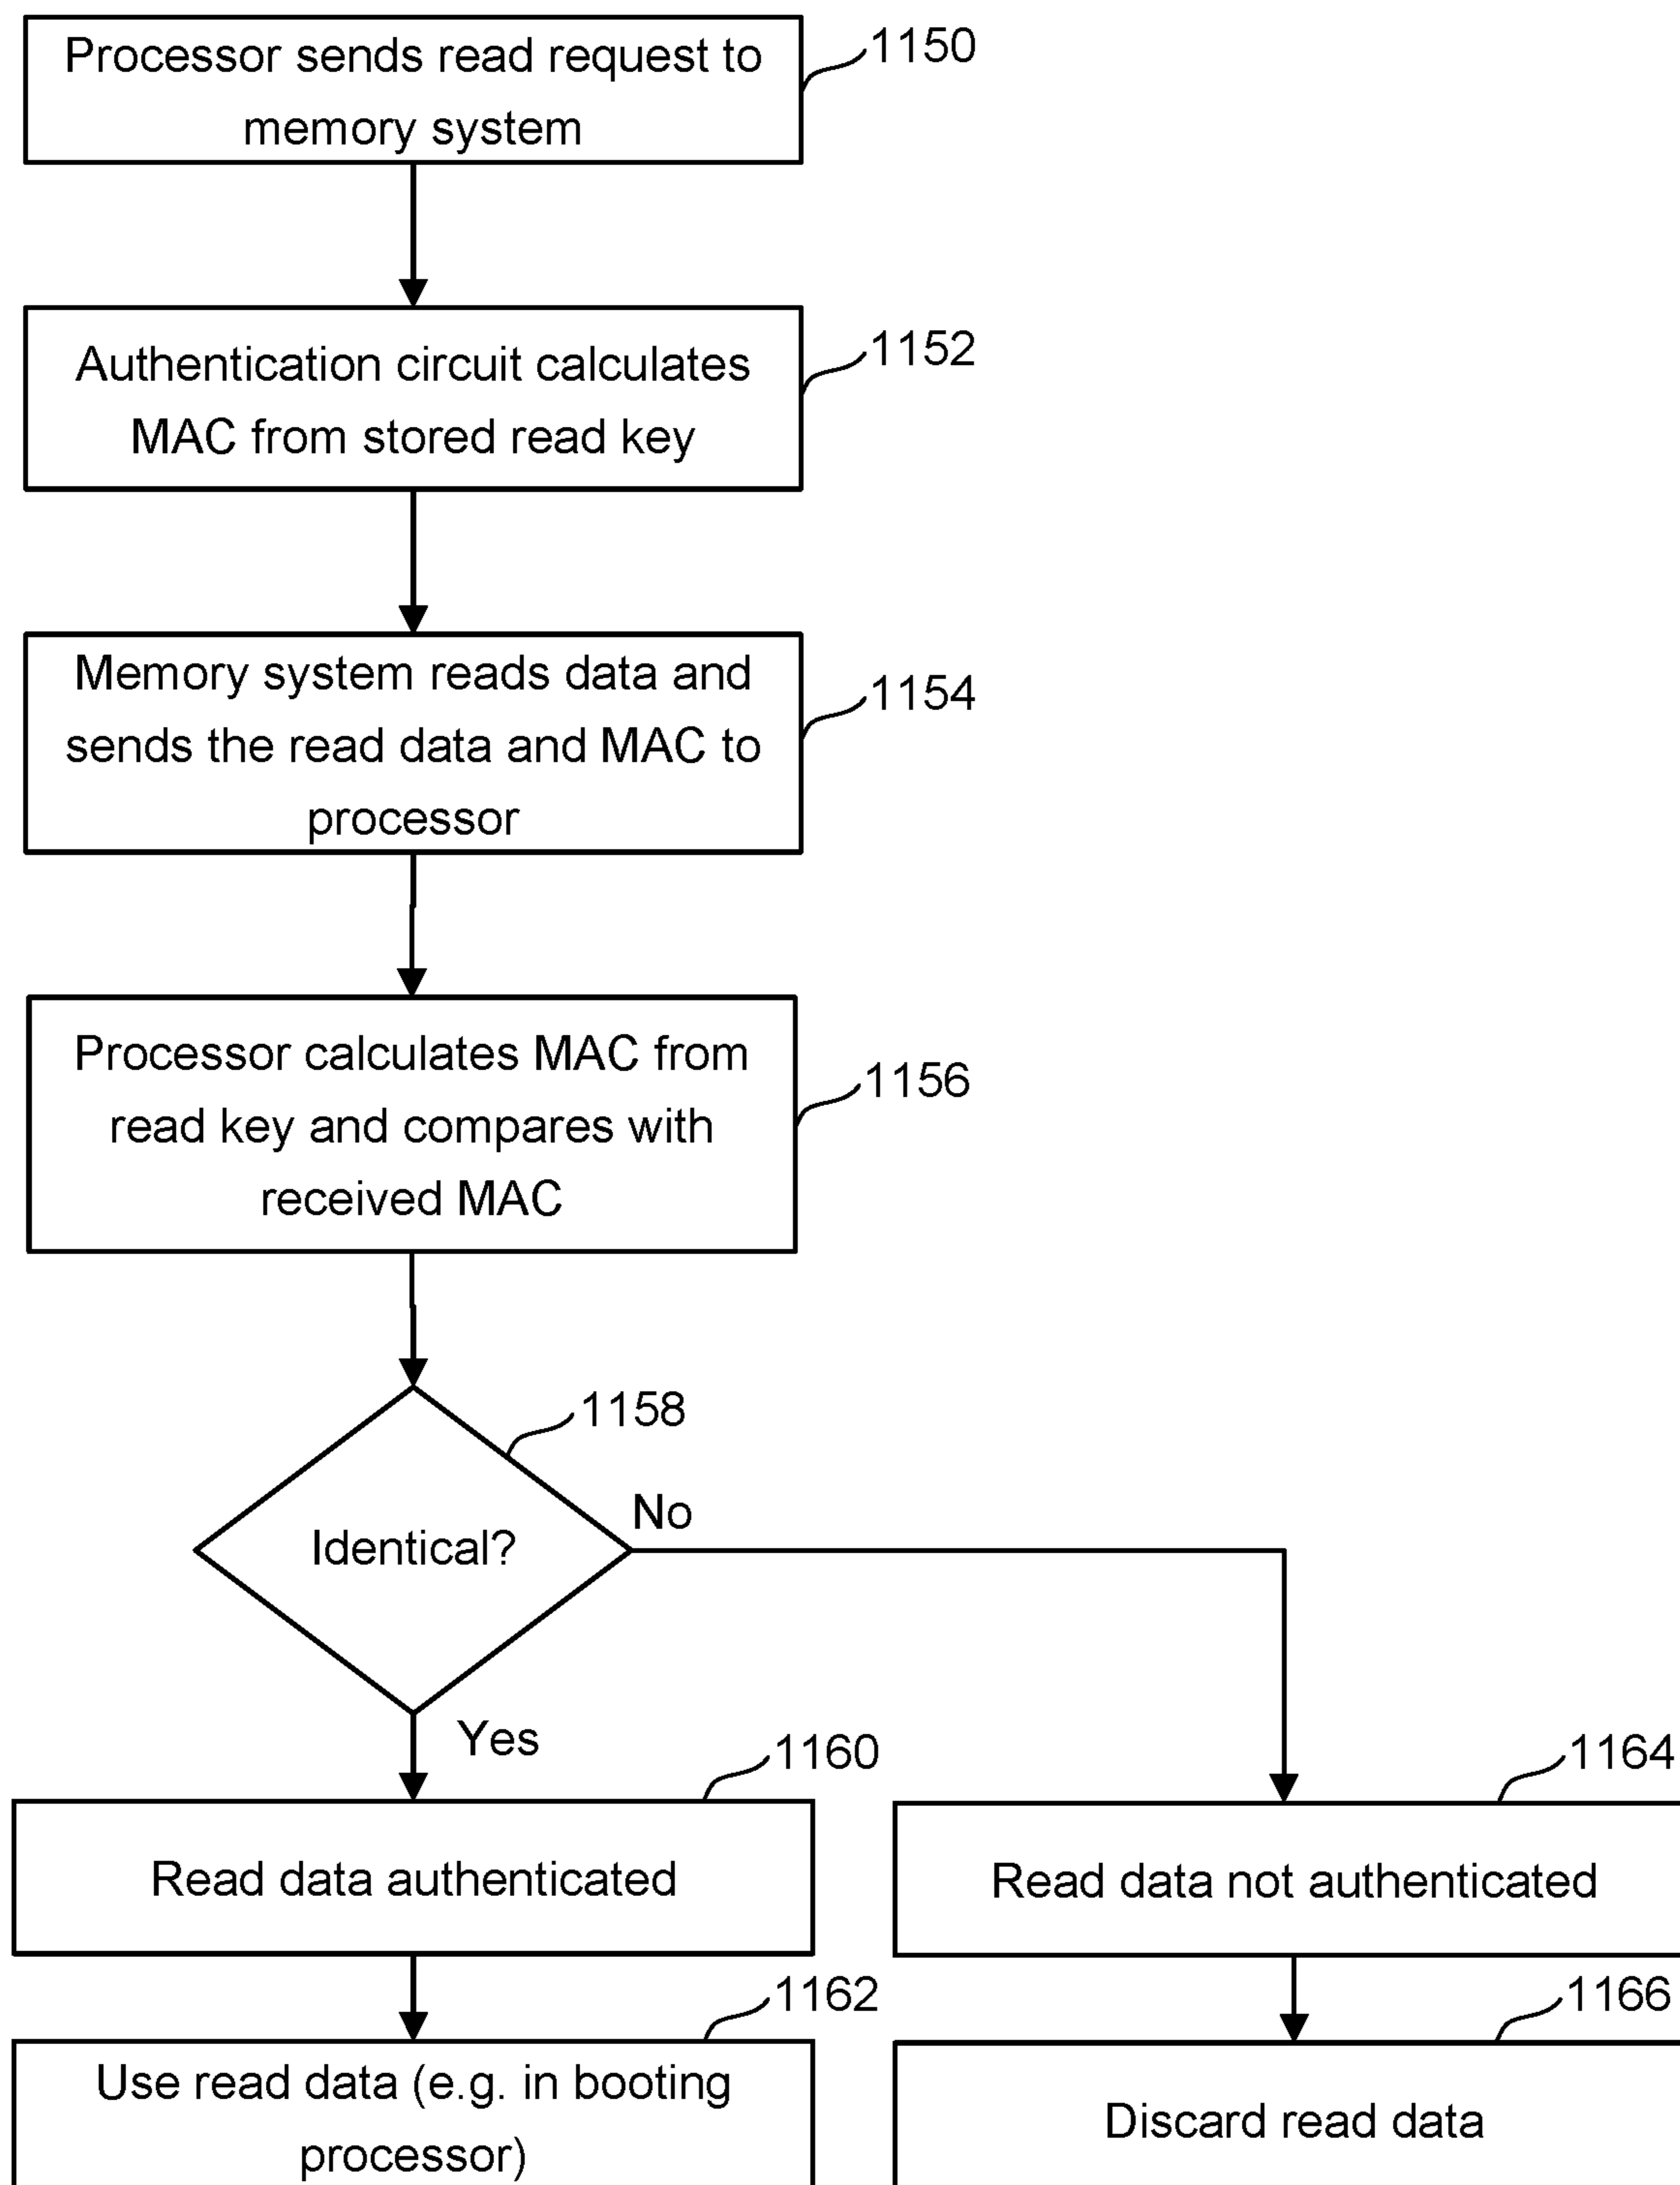 Processor sends read request to
memory system
1150
Authentication circuit calculates
MAC from stored read key
1152
Memory system reads data and
sends the read data and MAC to
processor
1154
Processor calculates MAC from
read key and compares with
received MAC
1156
1158
Identical?
No
Yes
1160
Read data authenticated
1164
Read data not authenticated
1162
Use read data (e.g. in booting
processor)
1166
Discard read data